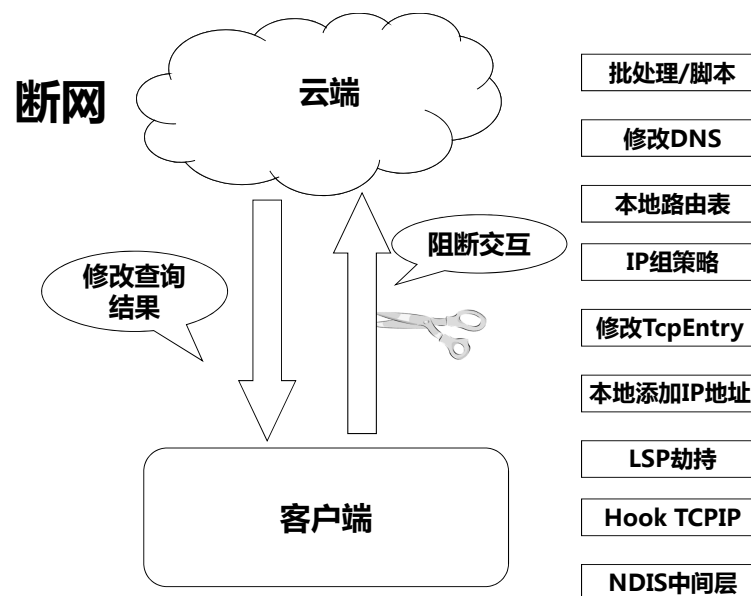 断网
云端
修改查询
结果
阻断交互
客户端
批处理/脚本
修改DNS
本地路由表
IP组策略
修改TcpEntry
本地添加IP地址
LSP劫持
Hook TCPIP
NDIS中间层